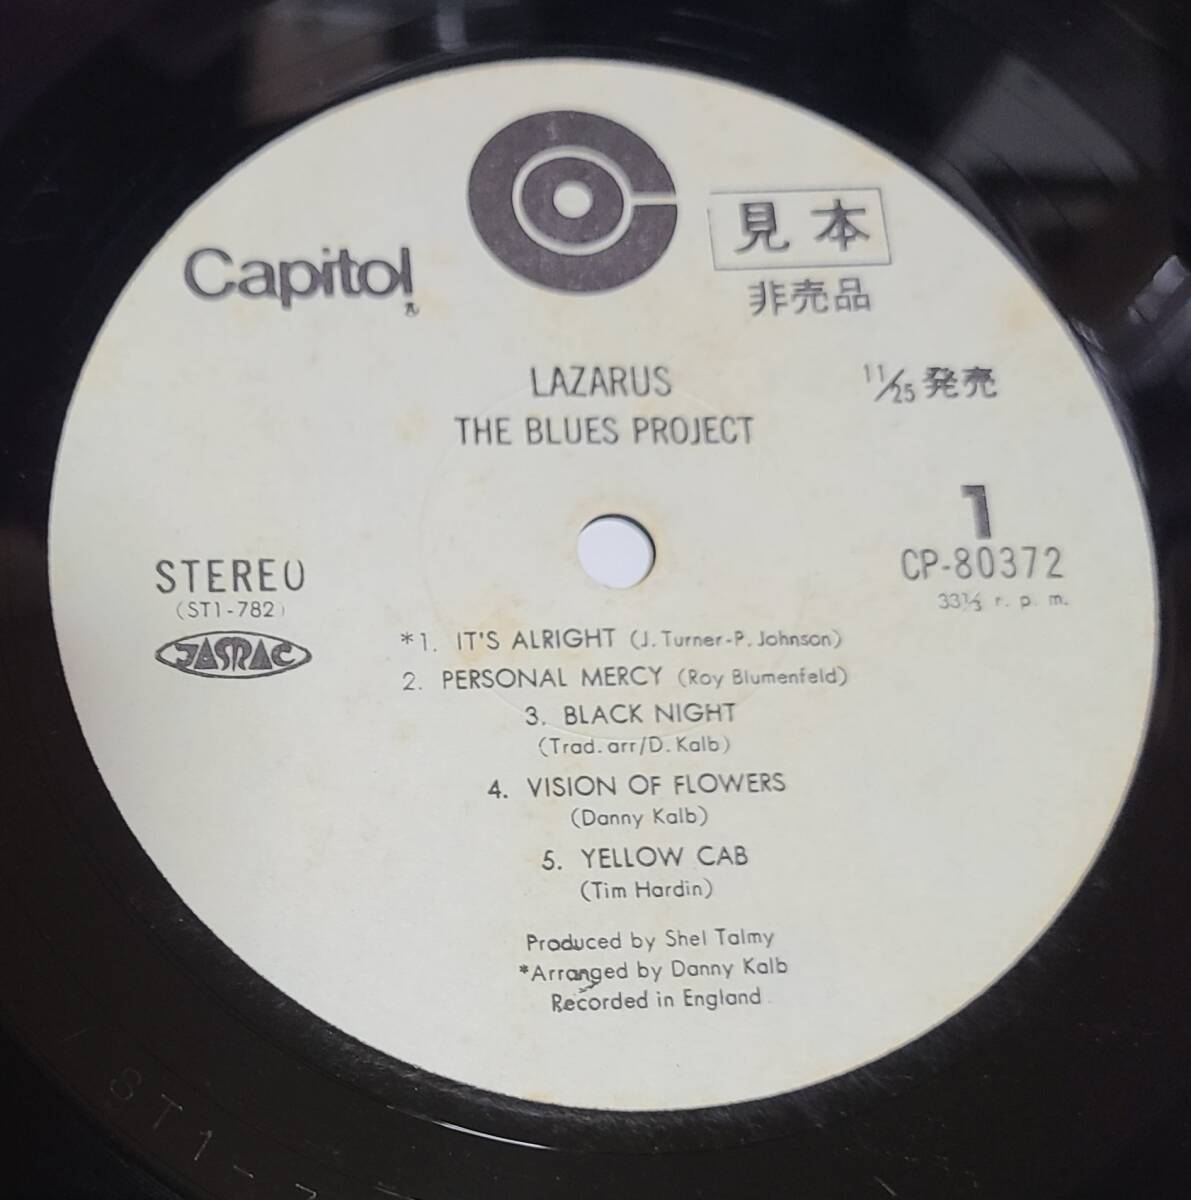 Capitol
見本
非売品
LAZARUS
11/25 発売
THE BLUES PROJECT
1
STEREO
CP-80372
(ST1-782)
33⅓ r. p. m.
JASRAC
*1. IT'S ALRIGHT (J. Turner-P. Johnson)
2. PERSONAL MERCY (Roy Blumenfeld)
3. BLACK NIGHT
(Trad. arr/D. Kalb)
4. VISION OF FLOWERS
(Danny Kalb)
5. YELLOW CAB
(Tim Hardin)
Produced by Shel Talmy
*Arranged by Danny Kalb
Recorded in England
ST1-7